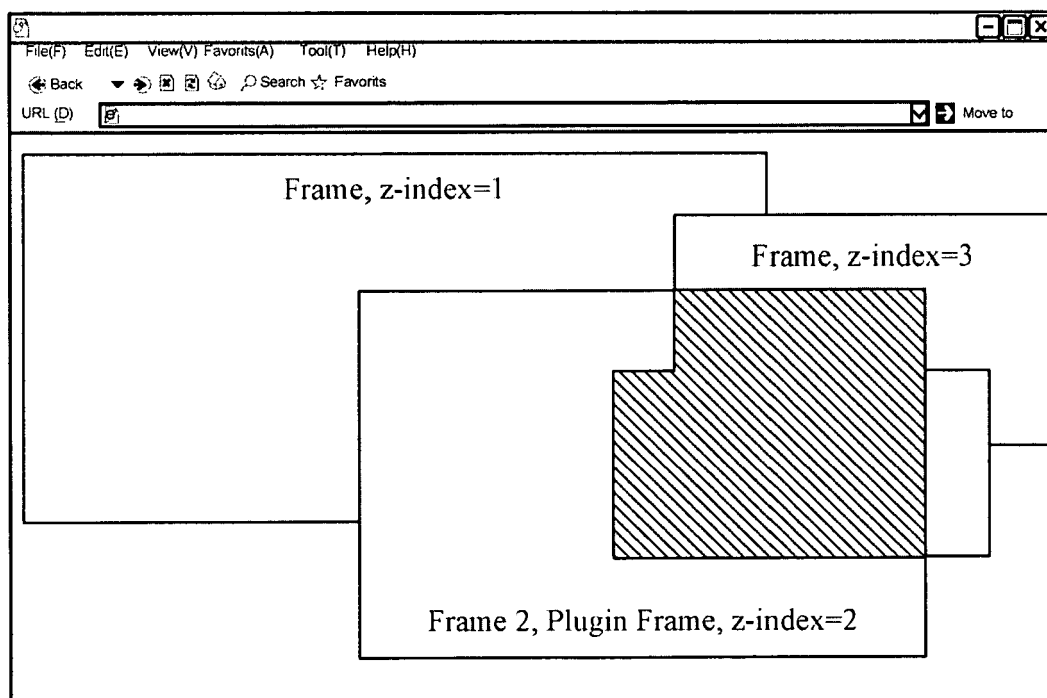 File(F) Edit(E) View(V) Favorits(A) Tool(T) Help(H)
Back Search Favorits
URL (D) Move to
Frame, z-index=1
Frame, z-index=3
Frame 2, Plugin Frame, z-index=2